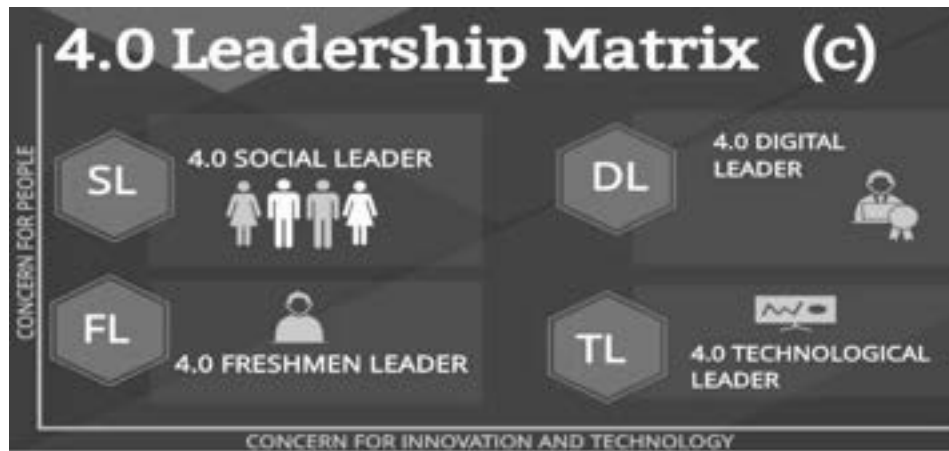 4.0 Leadership Matrix (c)
CONCERN FOR PEOPLE
SL
4.0 SOCIAL LEADER
DL
4.0 DIGITAL
LEADER
FL
4.0 FRESHMEN LEADER
TL
4.0 TECHNOLOGICAL
LEADER
CONCERN FOR INNOVATION AND TECHNOLOGY